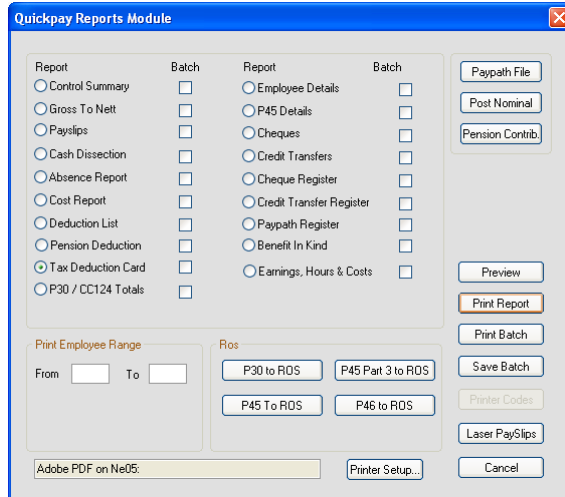 Quickpay Reports Module
Report Batch Report Batch
Control Summary Employee Details
Gross To Nett P45 Details
Payslips Cheques
Cash Dissection Credit Transfers
Absence Report Cheque Register
Cost Report Credit Transfer Register
Deduction List Paypath Register
Pension Deduction Benefit In Kind
Tax Deduction Card Earnings, Hours & Costs
P30 / CC124 Totals
Paypath File
Post Nominal
Pension Contrib.
Preview
Print Report
Print Batch
Save Batch
Printer Codes
Laser PaySlips
Cancel
Print Employee Range
From To
Ros
P30 to ROS P45 Part 3 to ROS
P45 To ROS P46 to ROS
Adobe PDF on Ne05: Printer Setup...